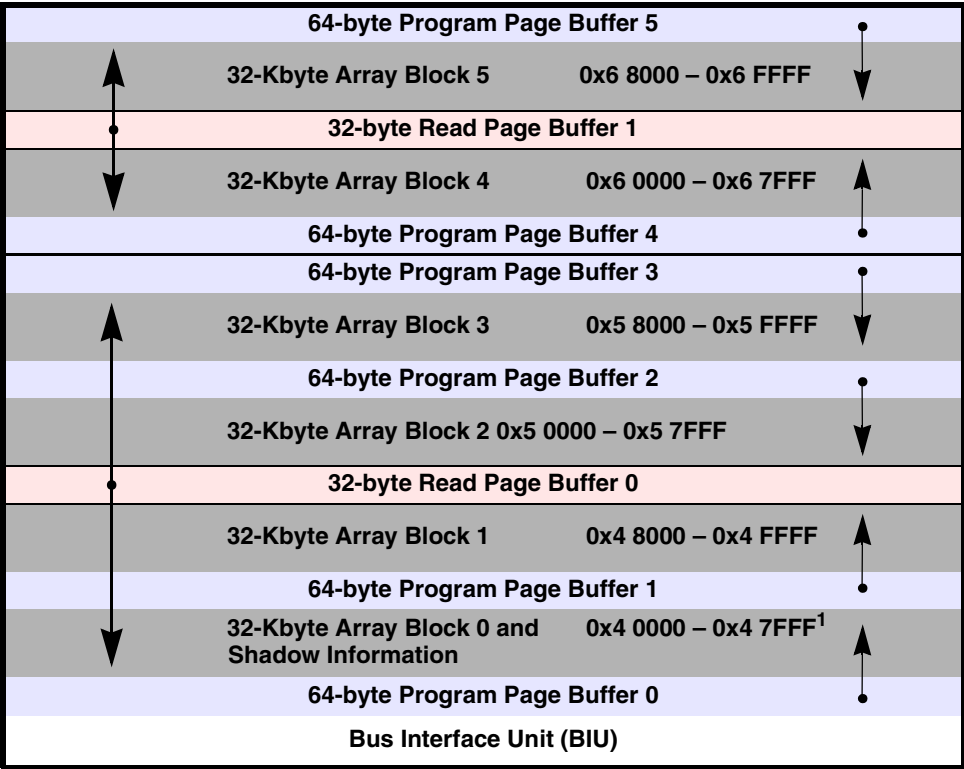 64-byte Program Page Buffer 5
32-Kbyte Array Block 5 0x6 8000 – 0x6 FFFF
32-byte Read Page Buffer 1
32-Kbyte Array Block 4 0x6 0000 – 0x6 7FFF
64-byte Program Page Buffer 4
64-byte Program Page Buffer 3
32-Kbyte Array Block 3 0x5 8000 – 0x5 FFFF
64-byte Program Page Buffer 2
32-Kbyte Array Block 2 0x5 0000 – 0x5 7FFF
32-byte Read Page Buffer 0
32-Kbyte Array Block 1 0x4 8000 – 0x4 FFFF
64-byte Program Page Buffer 1
32-Kbyte Array Block 0 and 0x4 0000 – 0x4 7FFF¹
Shadow Information
64-byte Program Page Buffer 0
Bus Interface Unit (BIU)